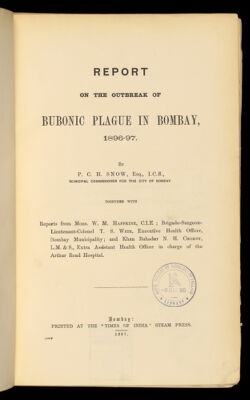 REPORT
ON THE OUTBREAK OF
BUBONIC PLAGUE IN BOMBAY,
1896-97.
BY
P. C. H. SNOW, Esq., I.C.S.,
MUNICIPAL COMMISSIONER FOR THE CITY OF BOMBAY
TOGETHER WITH
Reports from Mons. W. M. HAFFKINE, C.I.E.; Brigade-Surgeon-
Lieutenant-Colonel T. S. WEIR, Executive Health Officer,
Bombay Municipality; and Khan Bahadur N. H. CHOKSY,
L.M. & S., Extra Assistant Health Officer in charge of the
Arthur Road Hospital.
LIBRARY
Bombay:
PRINTED AT THE "TIMES OF INDIA" STEAM PRESS.
1897.